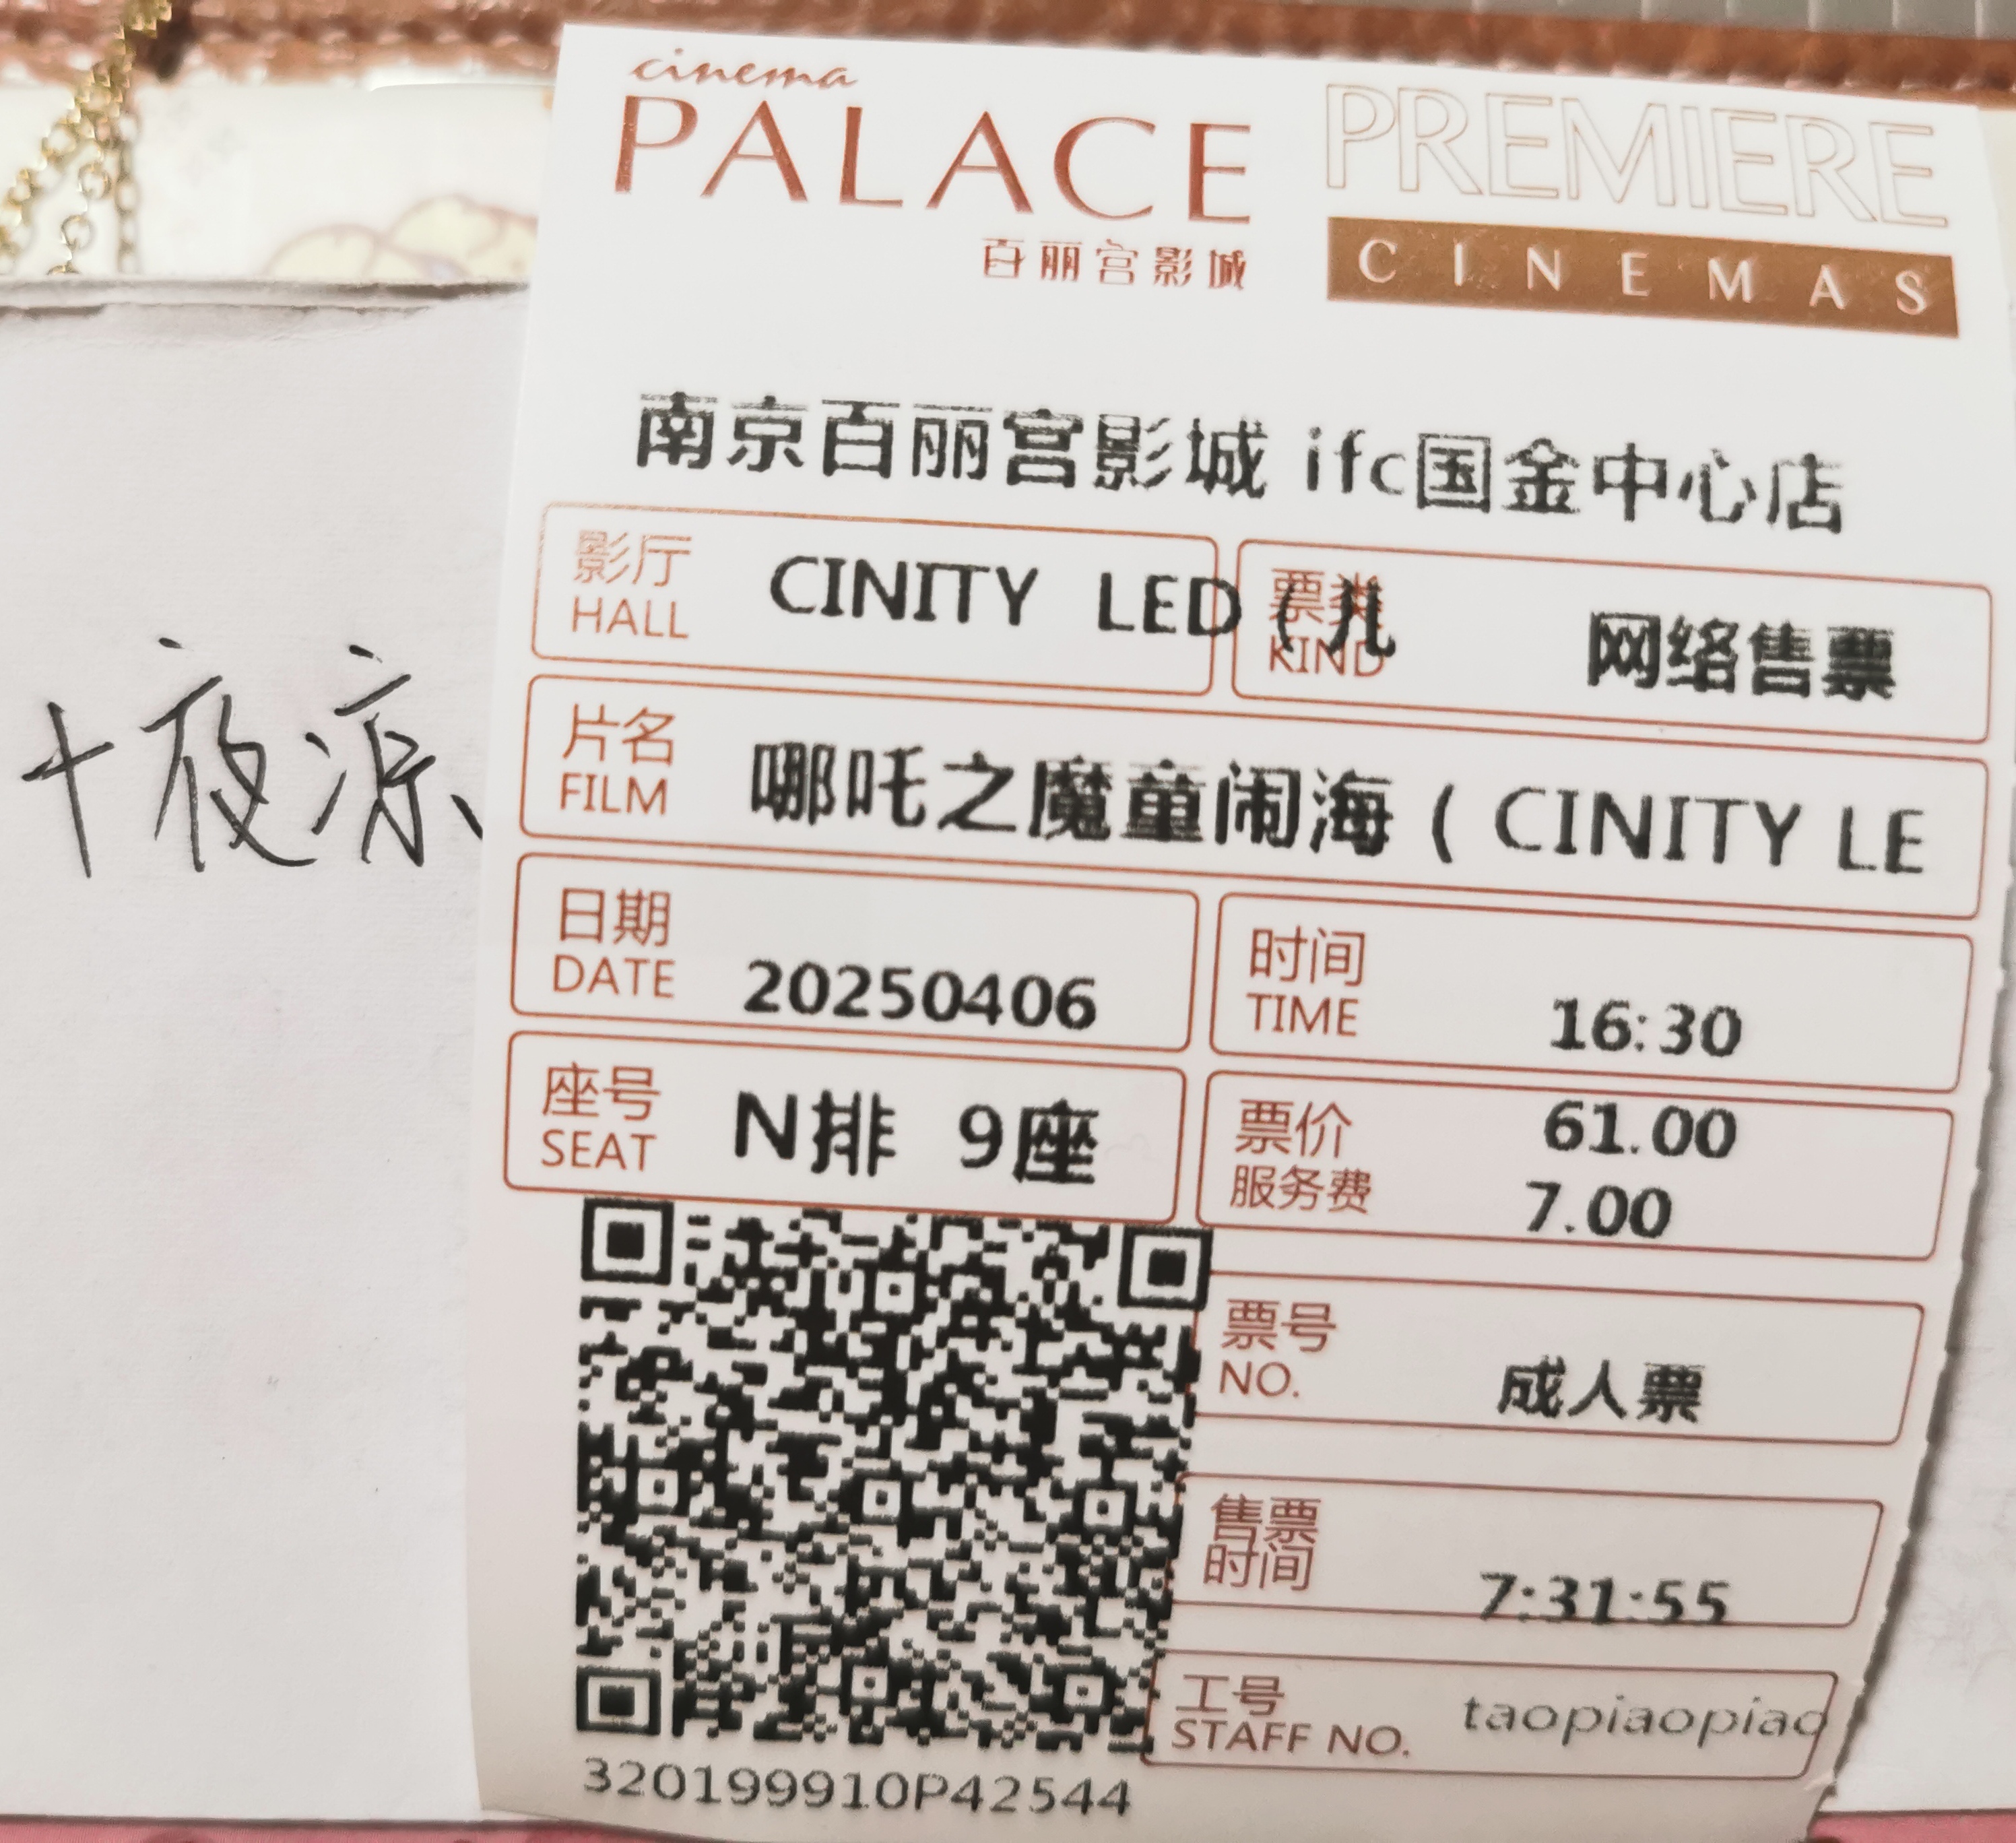 cinema
PALACE
百丽宫影城
PREMIERE
CINEMAS
南京百丽宫影城 ifc国金中心店
影厅
HALL
CINITY LED(儿
票类
KIND
网络售票
片名
FILM
哪吒之魔童闹海(CINITY LE
日期
DATE
20250406
时间
TIME
16:30
座号
SEAT
N排 9座
票价
61.00
服务费
7.00
票号
NO.
成人票
售票
时间
7:31:55
工号
STAFF NO.
taopiaopiao
320199910P42544
十夜凉